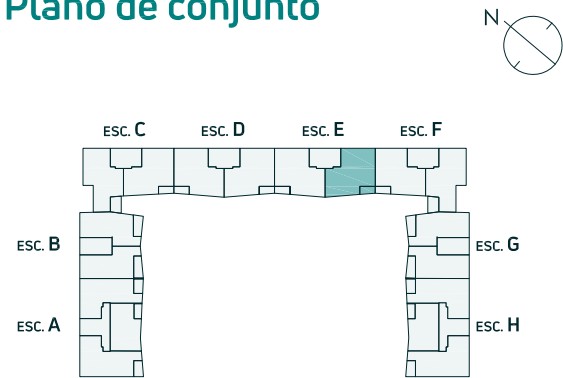 Plano de conjunto
N
ESC. C ESC. D ESC. E ESC. F
ESC. B ESC. G
ESC. A ESC. H